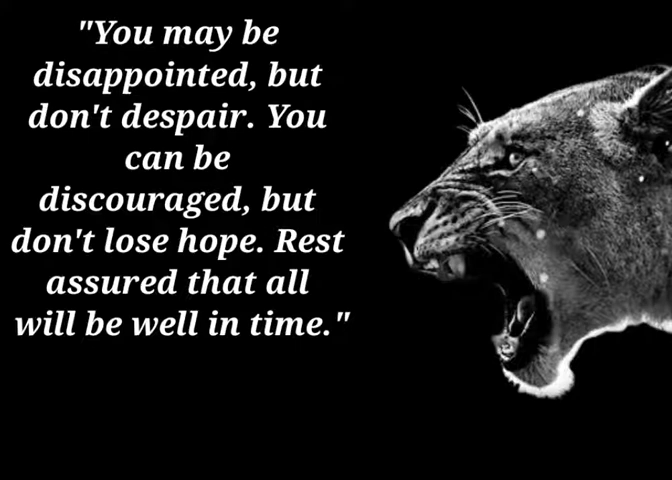 "You may be
disappointed, but
don't despair. You
can be
discouraged, but
don't lose hope. Rest
assured that all
will be well in time."